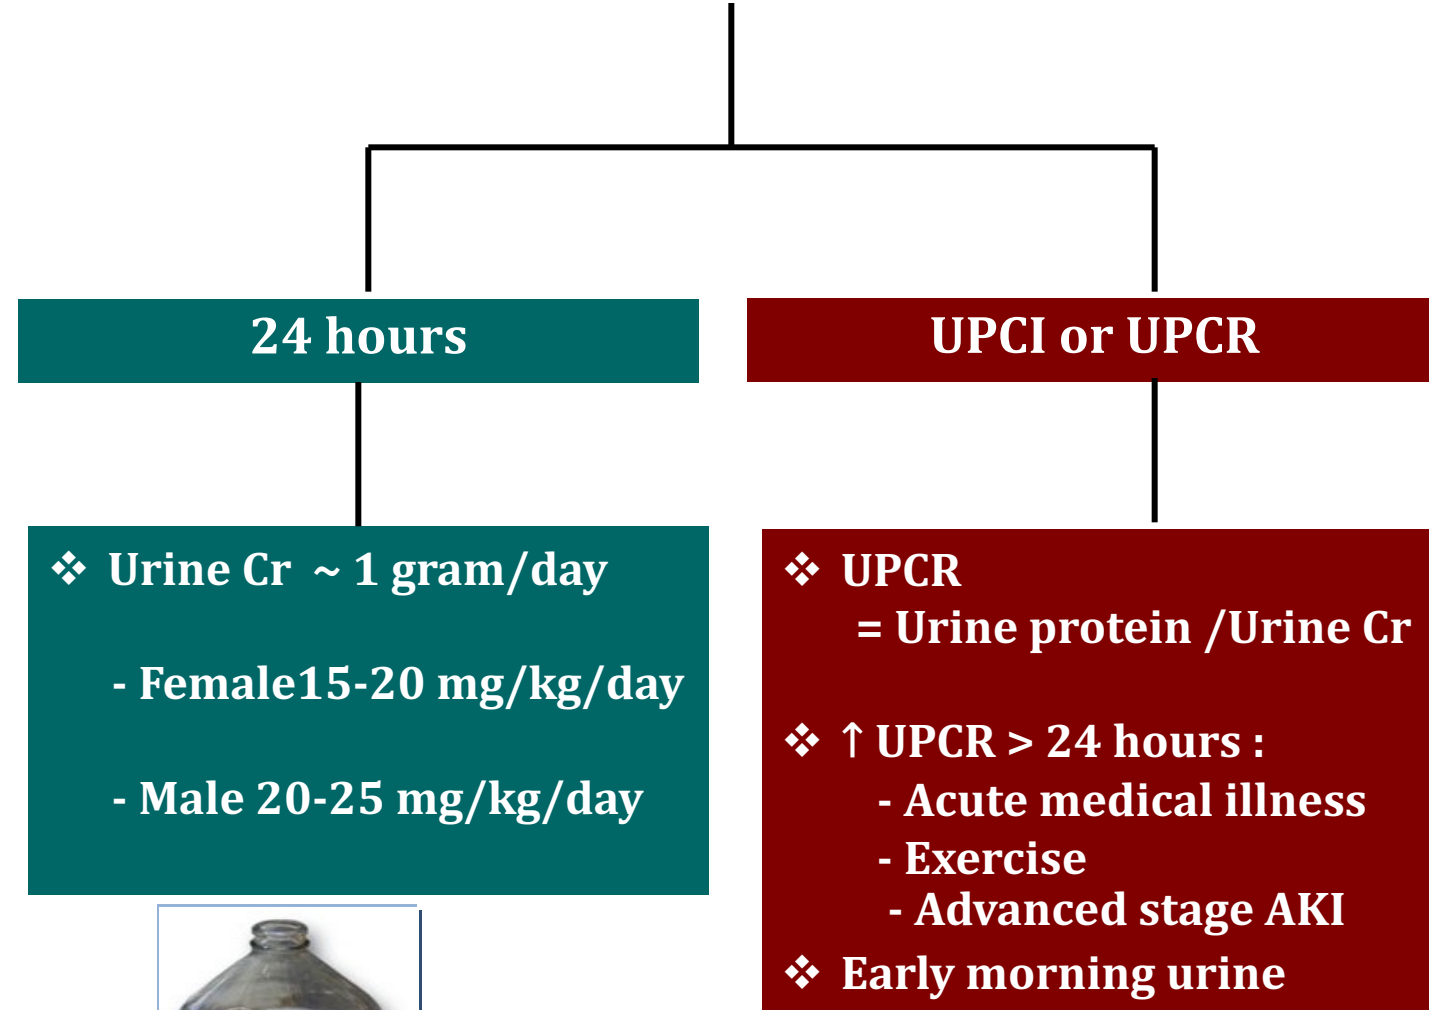 24 hours
UPCI or UPCR
❖ Urine Cr ~ 1 gram/day
- Female15-20 mg/kg/day
- Male 20-25 mg/kg/day
❖ UPCR
= Urine protein /Urine Cr
❖ ↑ UPCR > 24 hours :
- Acute medical illness
- Exercise
- Advanced stage AKI
❖ Early morning urine